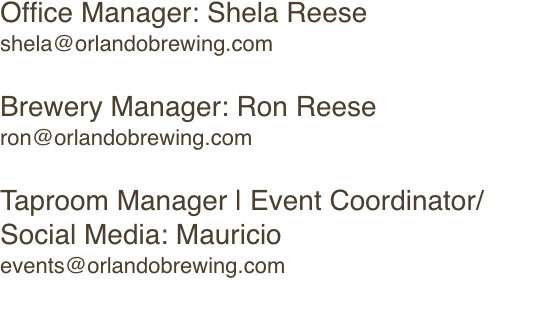 Office Manager: Shela Reese
shela@orlandobrewing.com
Brewery Manager: Ron Reese
ron@orlandobrewing.com
Taproom Manager | Event Coordinator/
Social Media: Mauricio
events@orlandobrewing.com